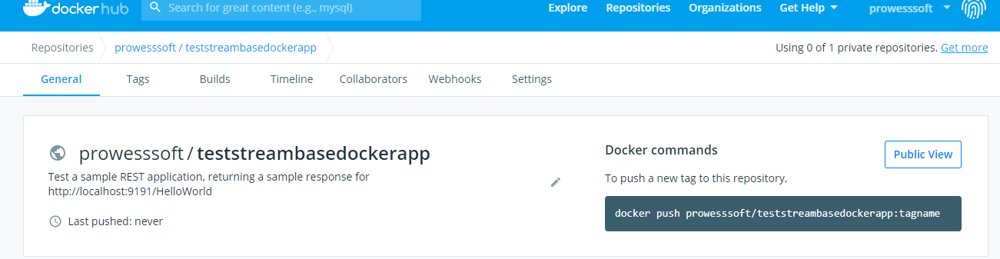 dockerhub Search for great content (e.g., mysql) Explore Repositories Organizations Get Help prowesssoft
Repositories prowesssoft / teststreambasedockerapp Using 0 of 1 private repositories. Get more
General Tags Builds Timeline Collaborators Webhooks Settings
prowesssoft / teststreambasedockerapp
Test a sample REST application, returning a sample response for
http://localhost:9191/HelloWorld
Last pushed: never
Docker commands
Public View
To push a new tag to this repository,
docker push prowesssoft/teststreambasedockerapp:tagname